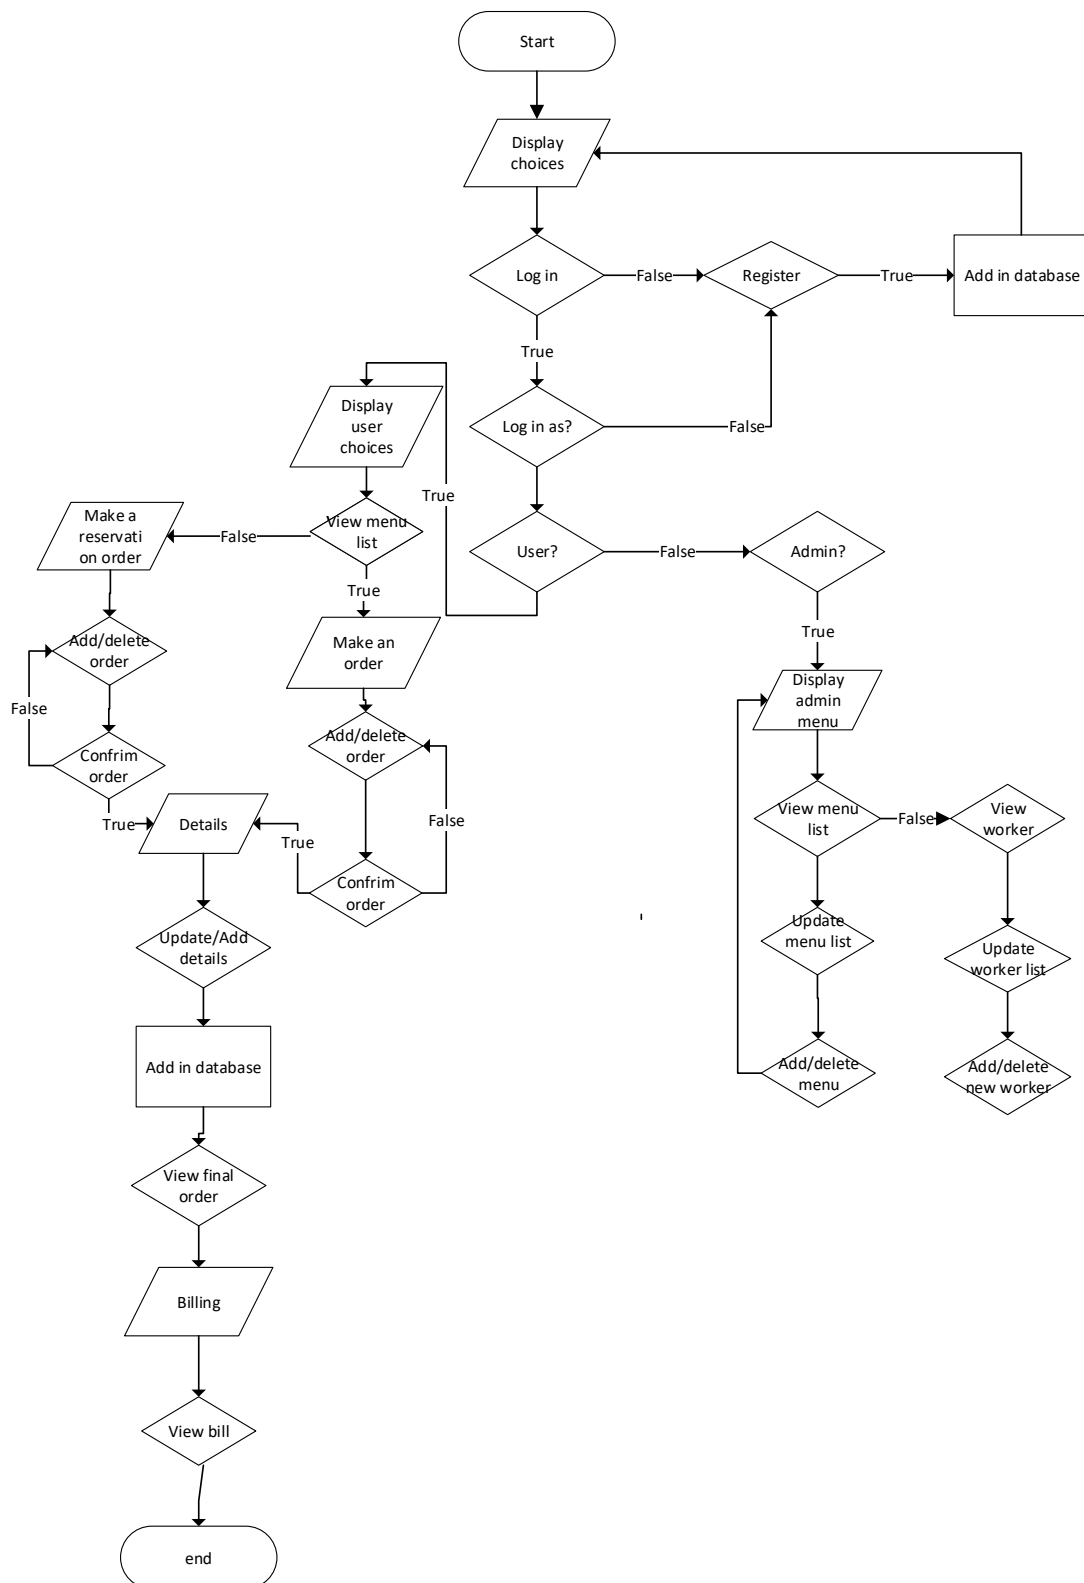 Start
Display
choices
Log in
False
Register
True
Add in database
True
Log in as?
False
Display
user
choices
True
Make a
reservati
on order
False
View menu
list
User?
False
Admin?
True
Make an
order
True
Add/delete
order
Display
admin
menu
False
Add/delete
order
Confrim
order
True
Details
True
False
View menu
list
False
View
worker
Confrim
order
Update/Add
details
Update
menu list
Update
worker list
Add in database
Add/delete
menu
Add/delete
new worker
View final
order
Billing
View bill
end